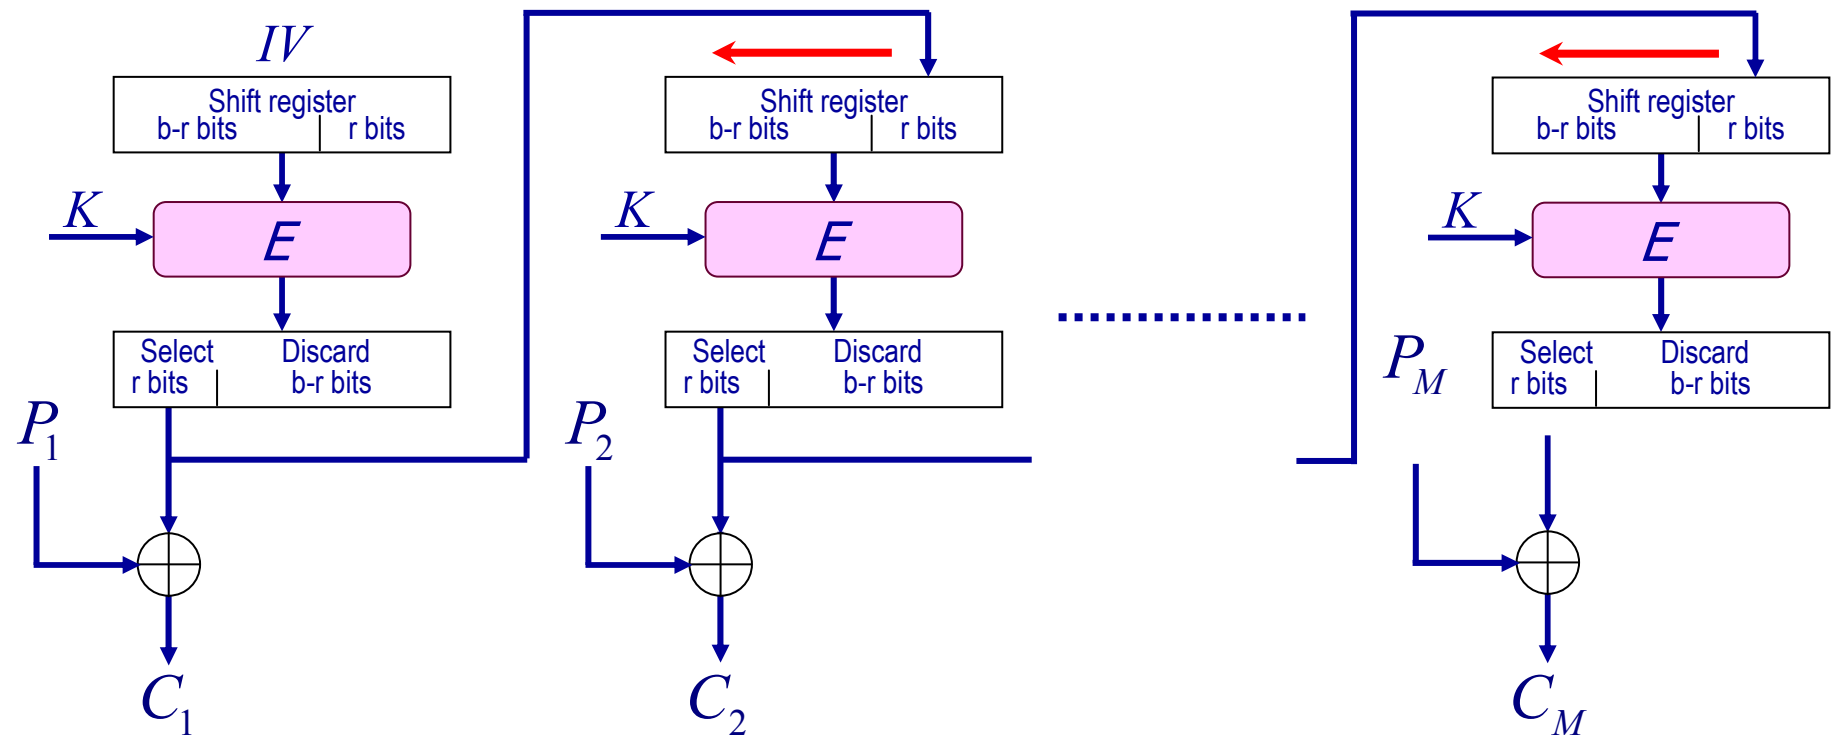 IV
Shift register
b-r bits r bits
K
E
Select Discard
r bits b-r bits
P1
C1
Shift register
b-r bits r bits
K
E
Select Discard
r bits b-r bits
P2
C2
Shift register
b-r bits r bits
K
E
Select Discard
r bits b-r bits
PM
CM